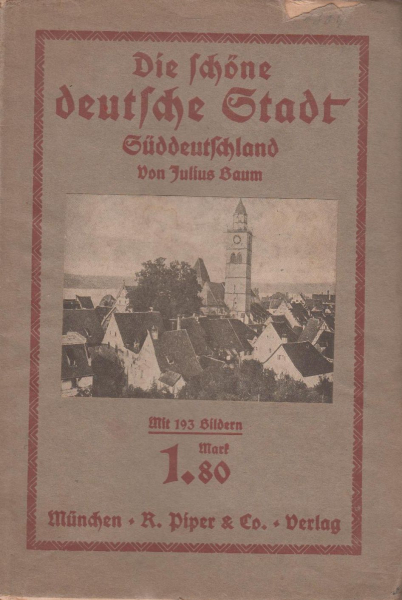 Die schöne
deutsche Stadt
Süddeutschland
Von Julius Baum
Mit 193 Bildern
Mark
1.80
München • R. Piper & Co. • Verlag